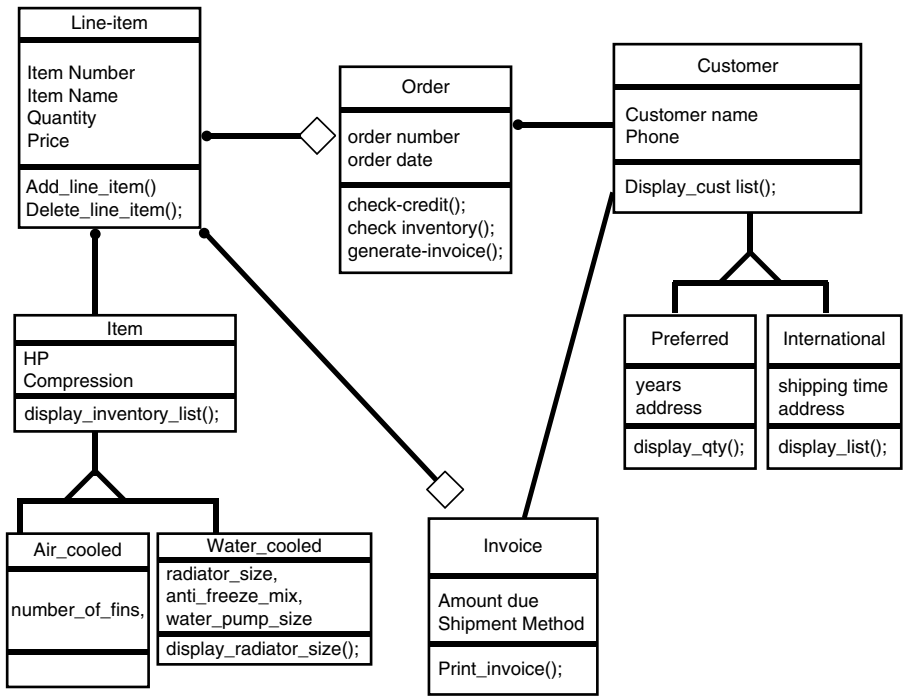 Line-item
Item Number
Item Name
Quantity
Price
Add_line_item()
Delete_line_item();
Order
order number
order date
check-credit();
check inventory();
generate-invoice();
Customer
Customer name
Phone
Display_cust list();
Item
HP
Compression
display_inventory_list();
Preferred
years
address
display_qty();
International
shipping time
address
display_list();
Air_cooled
number_of_fins,
Water_cooled
radiator_size,
anti_freeze_mix,
water_pump_size
display_radiator_size();
Invoice
Amount due
Shipment Method
Print_invoice();